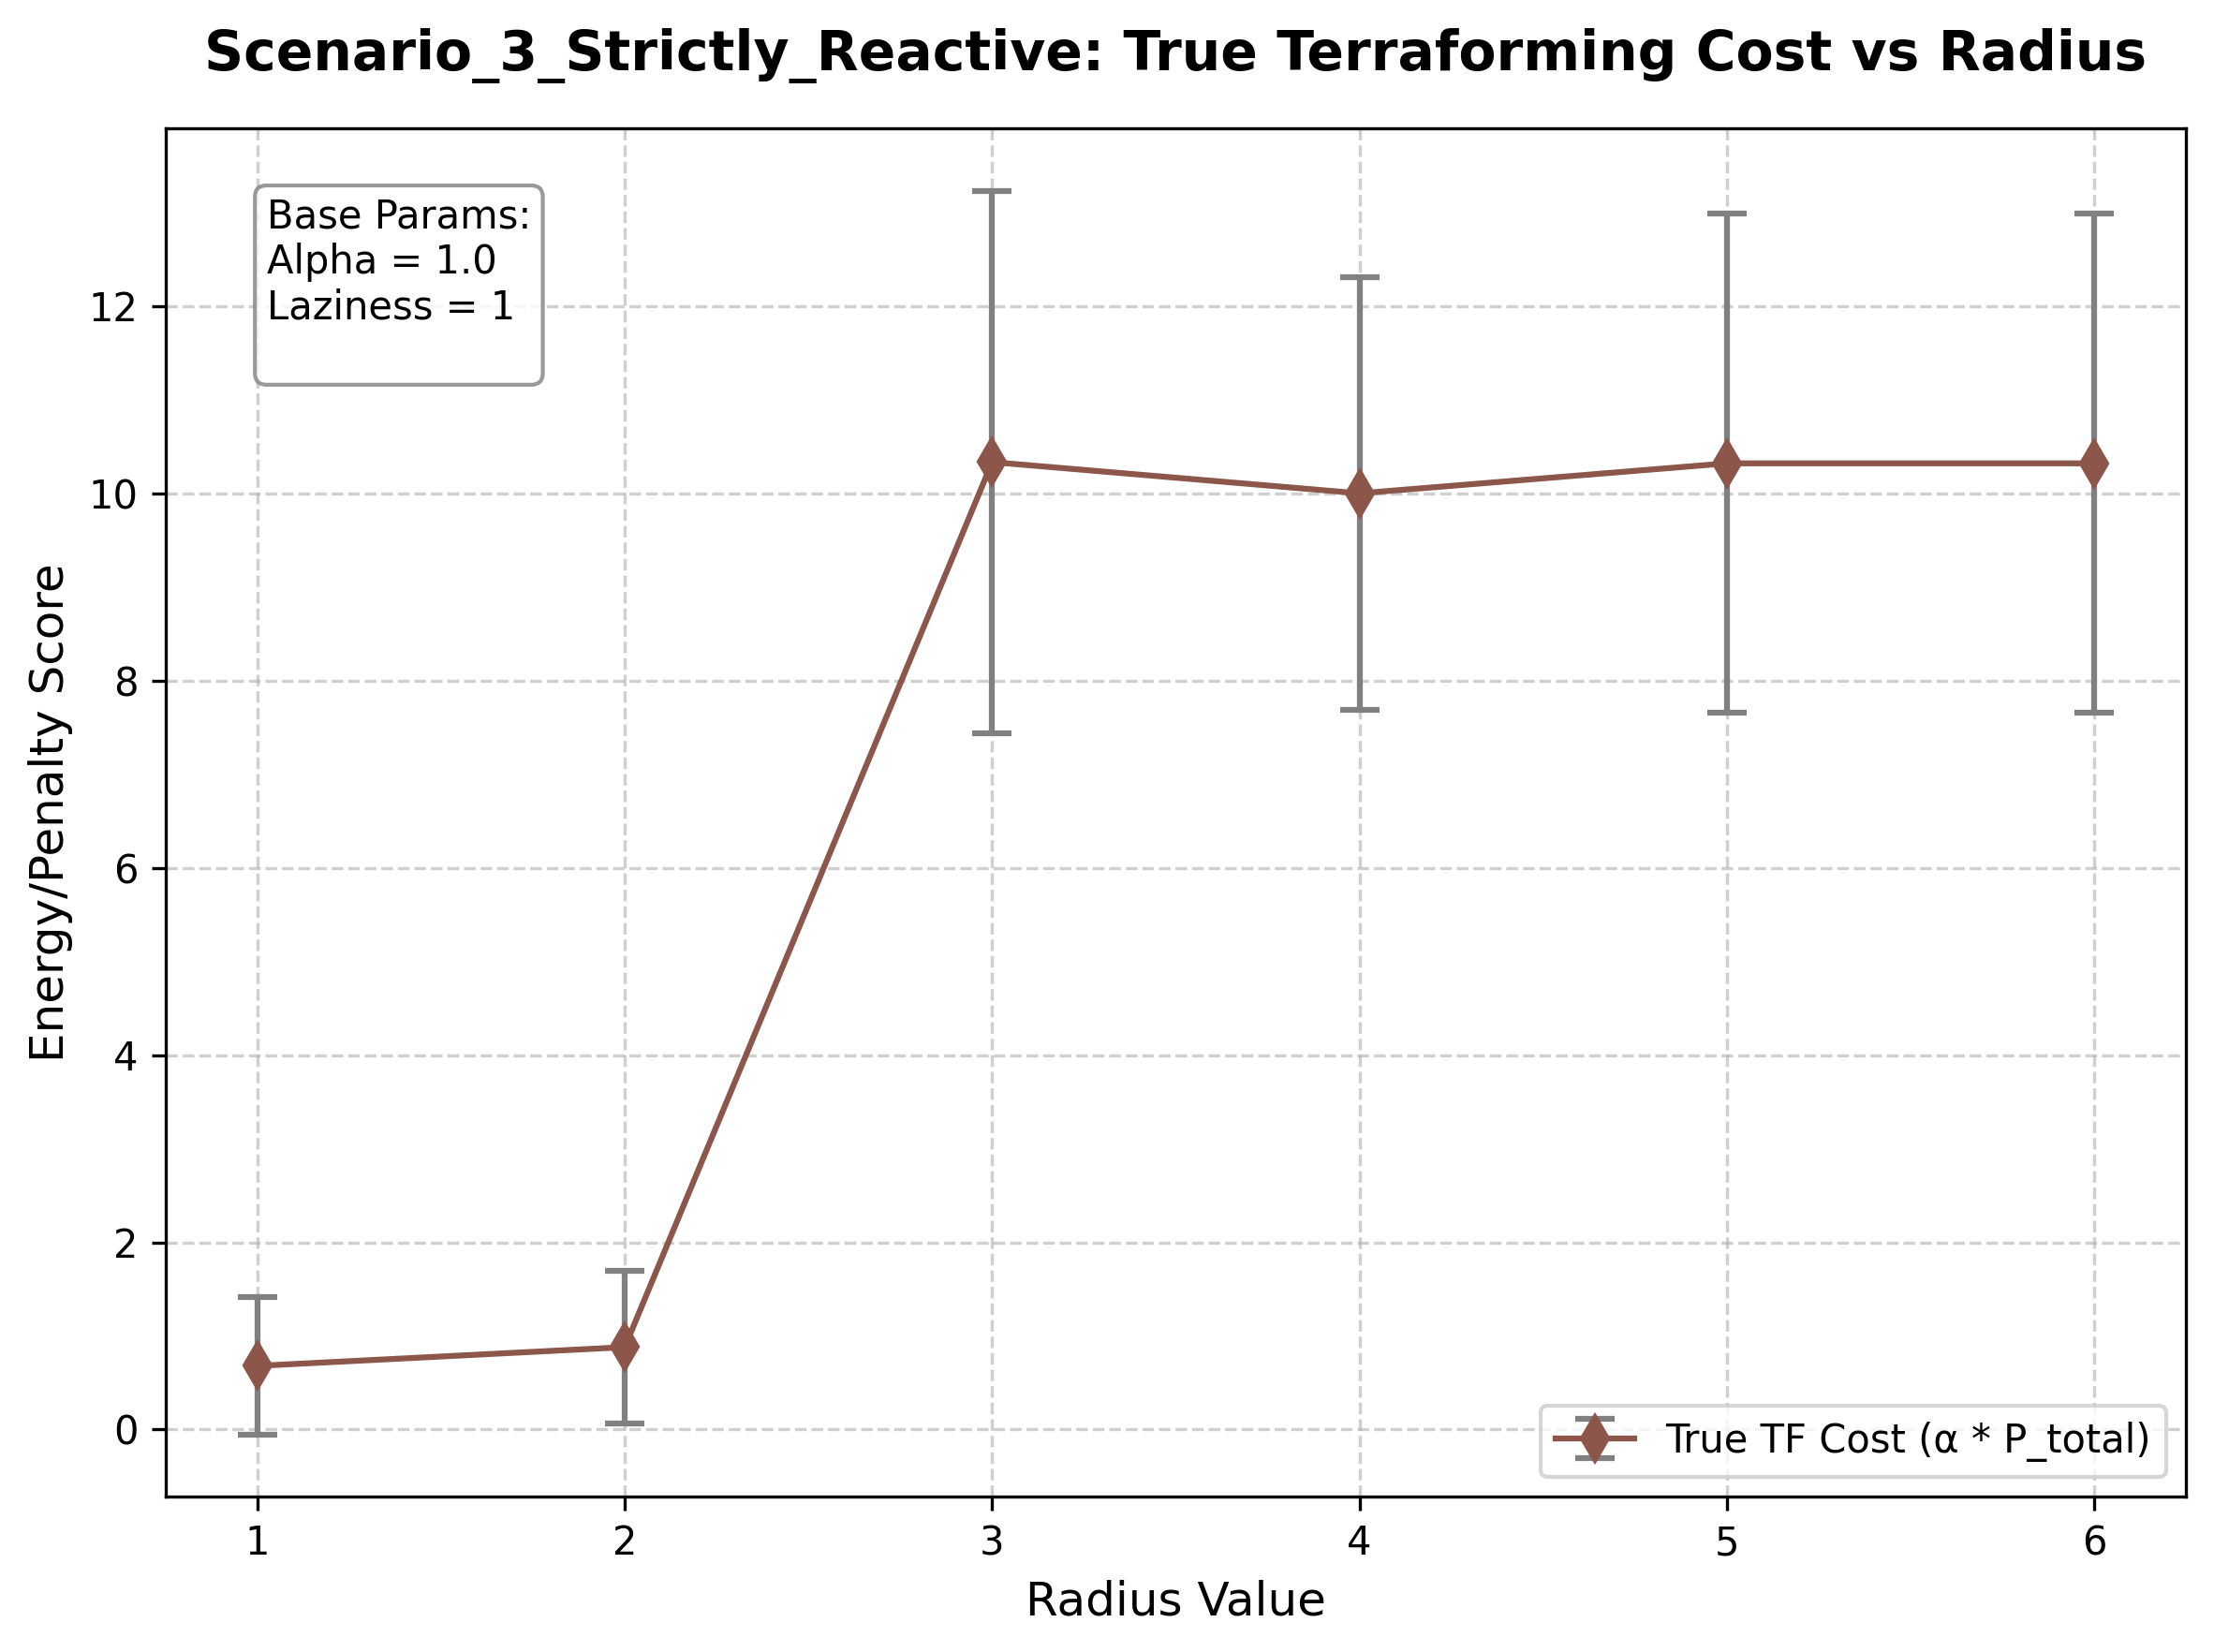 Scenario_3_Strictly_Reactive: True Terraforming Cost vs Radius
Base Params:
Alpha = 1.0
Laziness = 1
Energy/Penalty Score
12
10
8
6
4
2
0
True TF Cost (α * P_total)
1 2 3 4 5 6
Radius Value